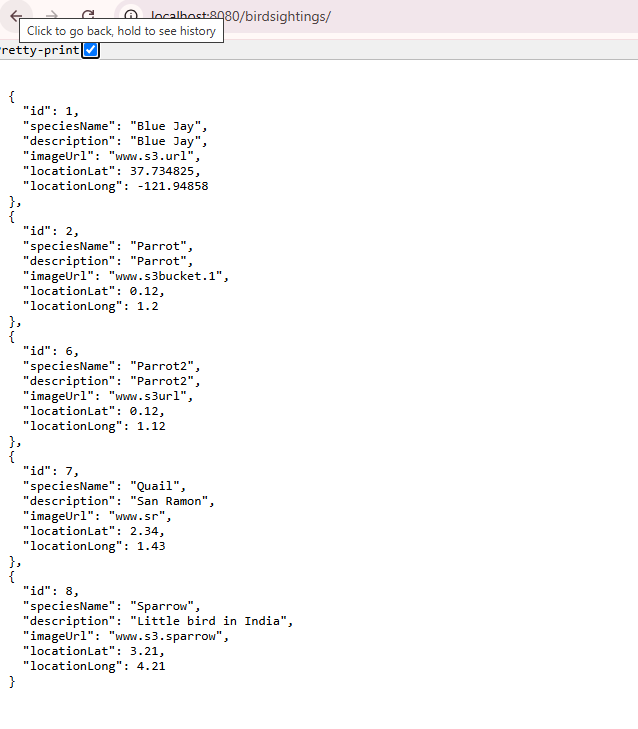 localhost:8080/birdsightings/
Click to go back, hold to see history
retty-print
{
"id": 1,
"speciesName": "Blue Jay",
"description": "Blue Jay",
"imageUrl": "www.s3.url",
"locationLat": 37.734825,
"locationLong": -121.94858
},
{
"id": 2,
"speciesName": "Parrot",
"description": "Parrot",
"imageUrl": "www.s3bucket.1",
"locationLat": 0.12,
"locationLong": 1.2
},
{
"id": 6,
"speciesName": "Parrot2",
"description": "Parrot2",
"imageUrl": "www.s3url",
"locationLat": 0.12,
"locationLong": 1.12
},
{
"id": 7,
"speciesName": "Quail",
"description": "San Ramon",
"imageUrl": "www.sr",
"locationLat": 2.34,
"locationLong": 1.43
},
{
"id": 8,
"speciesName": "Sparrow",
"description": "Little bird in India",
"imageUrl": "www.s3.sparrow",
"locationLat": 3.21,
"locationLong": 4.21
}